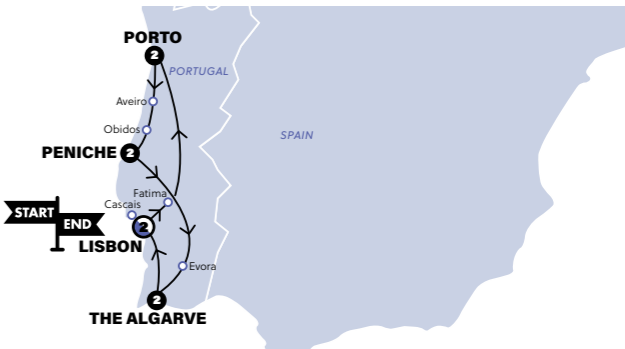 PORTO
2
PORTUGAL
Aveiro
Obidos
SPAIN
PENICHE 2
Fatima
Cascais
START
END
2
LISBON
Evora
2
THE ALGARVE